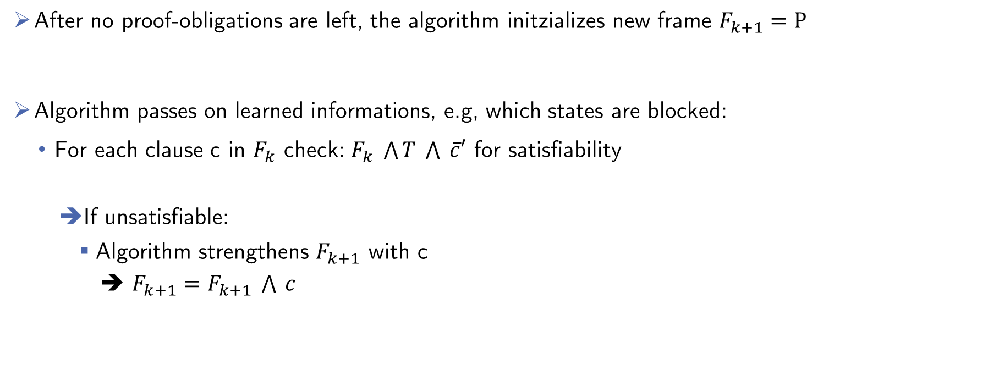 ➢ After no proof-obligations are left, the algorithm initzializes new frame $F_{k+1} = \mathrm{P}$
➢ Algorithm passes on learned informations, e.g, which states are blocked:
• For each clause c in $F_k$ check: $F_k \wedge T \wedge \bar{c}'$ for satisfiability
➔ If unsatisfiable:
▪ Algorithm strengthens $F_{k+1}$ with c
➔ $F_{k+1} = F_{k+1} \wedge c$